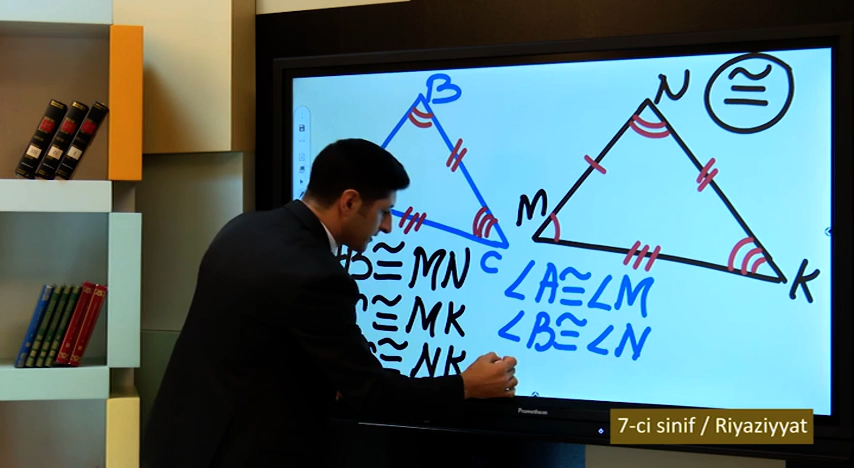 B
N
≅
M
C
K
B ≅ MN
≅ MK
≅ NK
∠A ≅ ∠M
∠B ≅ ∠N
Promethean
7-ci sinif / Riyaziyyat